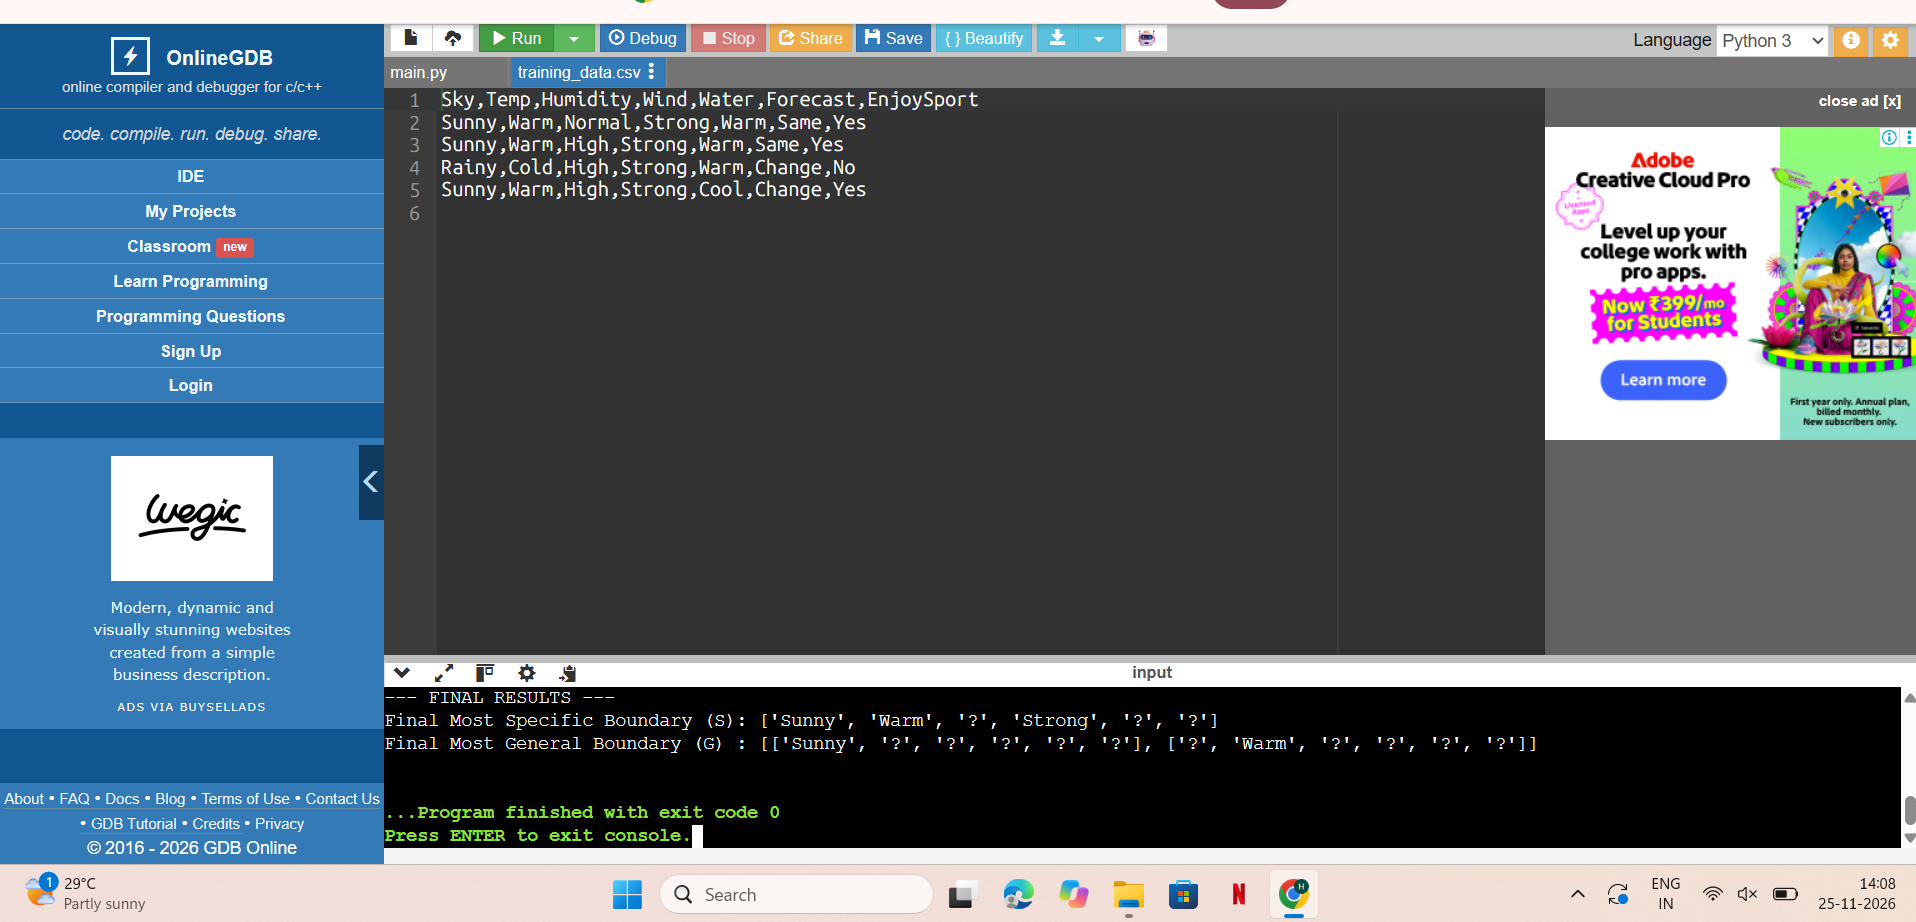 OnlineGDB
online compiler and debugger for c/c++
code. compile. run. debug. share.
IDE
My Projects
Classroom new
Learn Programming
Programming Questions
Sign Up
Login
wegic
Modern, dynamic and
visually stunning websites
created from a simple
business description.
ADS VIA BUYSELLADS
About • FAQ • Docs • Blog • Terms of Use • Contact Us
• GDB Tutorial • Credits • Privacy
© 2016 - 2026 GDB Online
Run Debug Stop Share Save { } Beautify
Language Python 3
main.py training_data.csv
1 Sky,Temp,Humidity,Wind,Water,Forecast,EnjoySport
2 Sunny,Warm,Normal,Strong,Warm,Same,Yes
3 Sunny,Warm,High,Strong,Warm,Same,Yes
4 Rainy,Cold,High,Strong,Warm,Change,No
5 Sunny,Warm,High,Strong,Cool,Change,Yes
6
close ad [x]
Adobe
Creative Cloud Pro
Licensed
Apps
Level up your
college work with
pro apps.
Now ₹399/mo
for Students
Learn more
First year only. Annual plan,
billed monthly.
New subscribers only.
input
--- FINAL RESULTS ---
Final Most Specific Boundary (S): ['Sunny', 'Warm', '?', 'Strong', '?', '?']
Final Most General Boundary (G) : [['Sunny', '?', '?', '?', '?', '?'], ['?', 'Warm', '?', '?', '?', '?']]
...Program finished with exit code 0
Press ENTER to exit console.
1
29°C
Partly sunny
Search
N
H
ENG
IN
14:08
25-11-2026